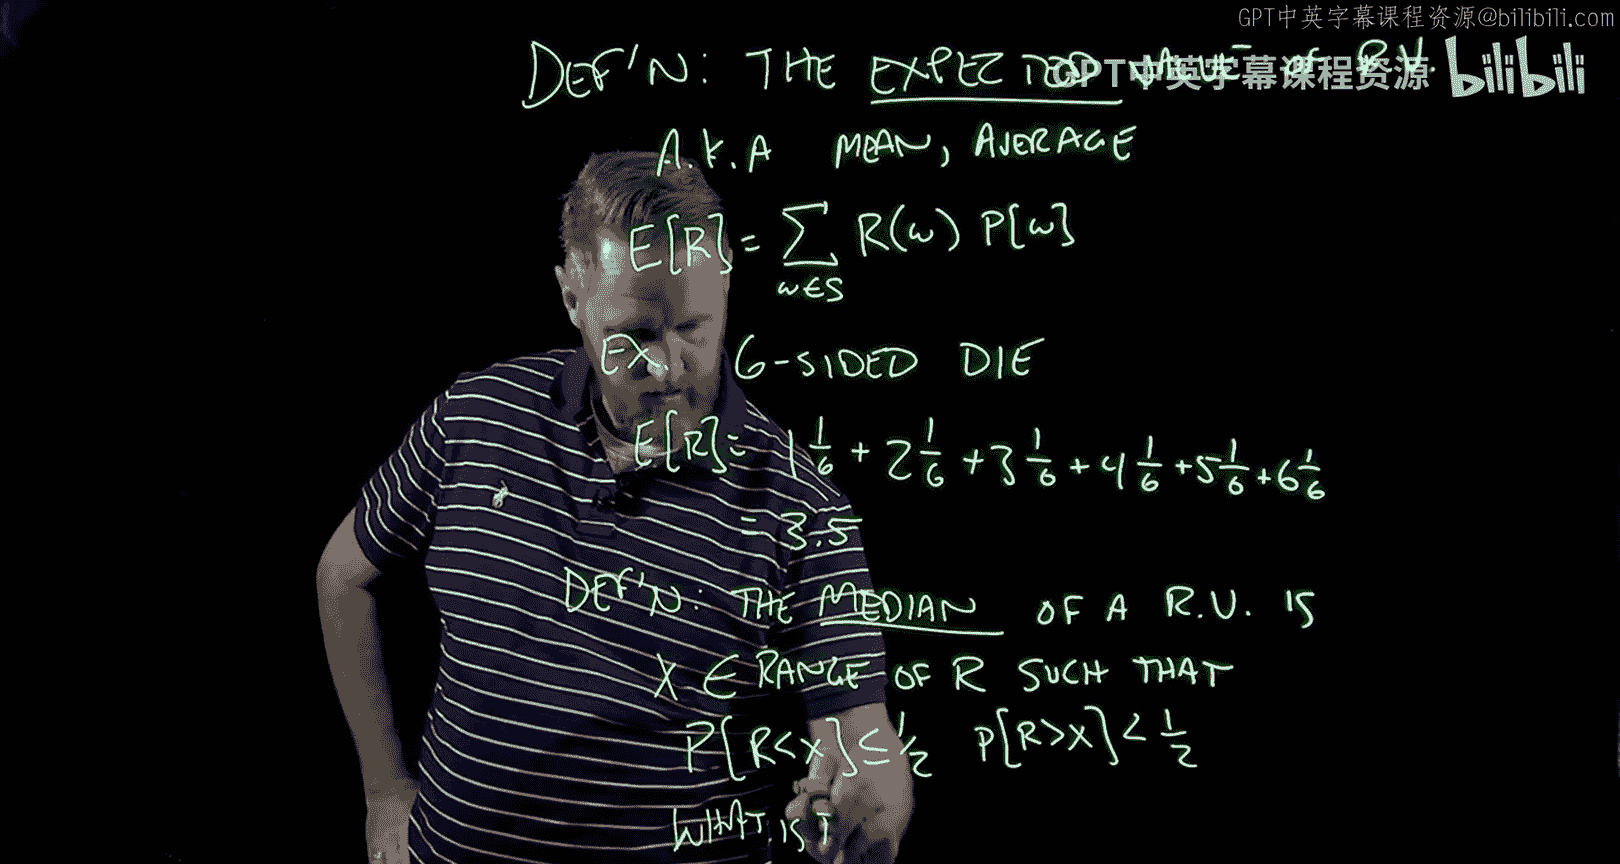 GPT中英字幕课程资源@bilibili.com
DEF'N: THE EXPECTED VALUE OF R.V.
GPT中英字幕课程资源 bilibili
A.K.A MEAN, AVERAGE
E[R] = ∑ R(ω) P[ω]
ω∈S
EX. 6-SIDED DIE
E[R] = 1 1/6 + 2 1/6 + 3 1/6 + 4 1/6 + 5 1/6 + 6 1/6
= 3.5
DEF'N: THE MEDIAN OF A R.V. IS
X ∈ RANGE OF R SUCH THAT
P[R<X] ≤ 1/2 P[R>X] < 1/2
WHAT IS T